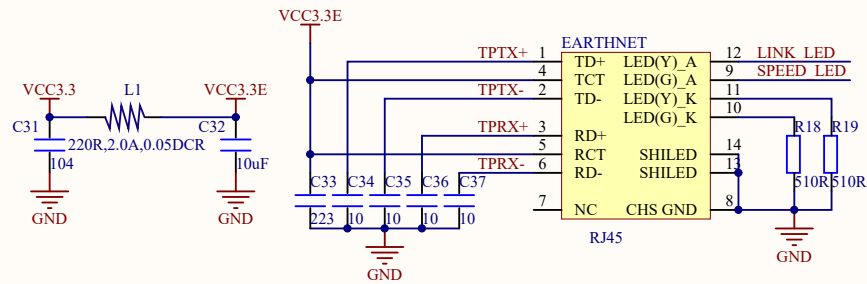 VCC3.3
L1
VCC3.3E
C31
104
220R,2.0A,0.05DCR
C32
10uF
GND
GND
VCC3.3E
C33
223
C34
10
C35
10
C36
10
C37
10
GND
EARTHNET
TPTX+ 1 TD+ LED(Y)_A 12 LINK_LED
4 TCT LED(G)_A 9 SPEED_LED
TPTX- 2 TD- LED(Y)_K 11
LED(G)_K 10
TPRX+ 3 RD+
5 RCT SHILED 14
TPRX- 6 RD- SHILED 13
7 NC CHS GND 8
RJ45
R18
510R
R19
510R
GND